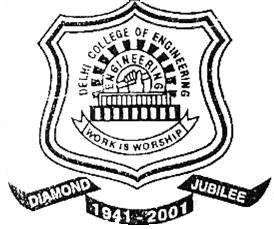 DELHI COLLEGE OF ENGINEERING
ENGINEERING
WORK IS WORSHIP
DIAMOND JUBILEE
1941-2001